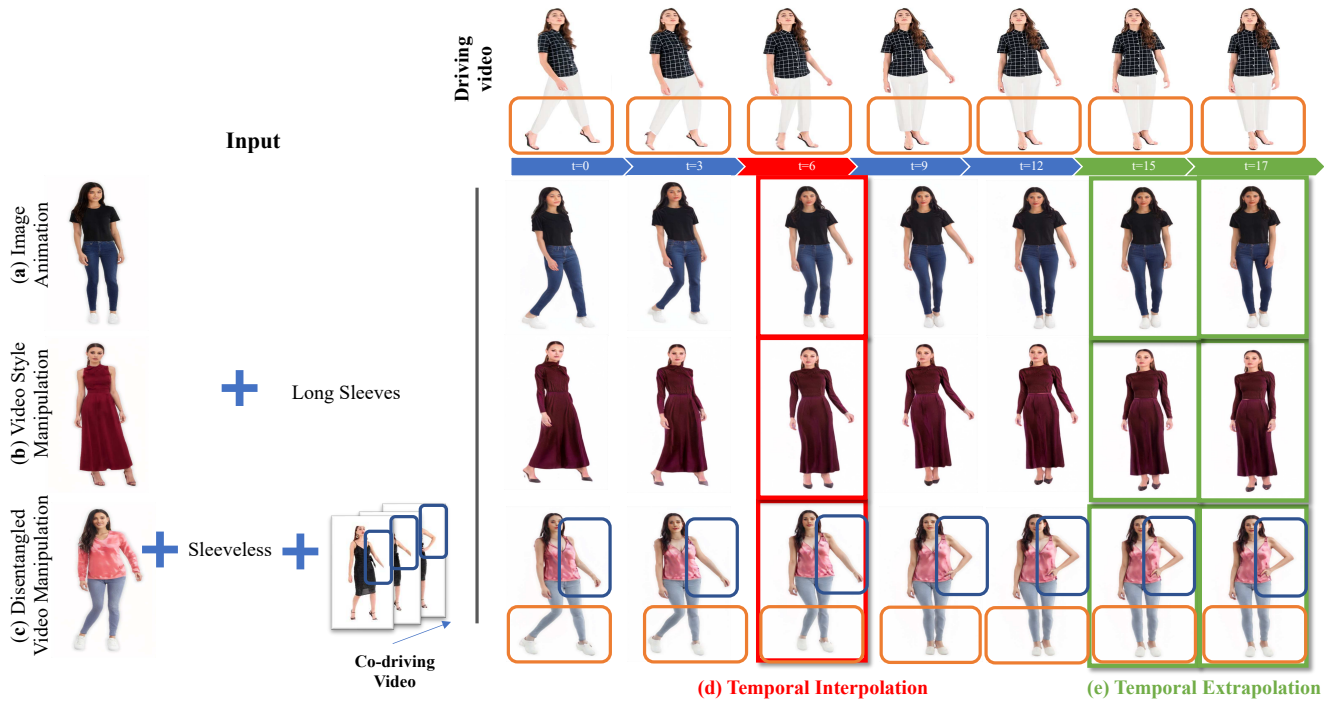 Driving
video
Input
t=0
t=3
t=6
t=9
t=12
t=15
t=17
(a) Image
Animation
(b) Video Style
Manipulation
Long Sleeves
(c) Disentangled
Video Manipulation
Sleeveless
Co-driving
Video
(d) Temporal Interpolation
(e) Temporal Extrapolation